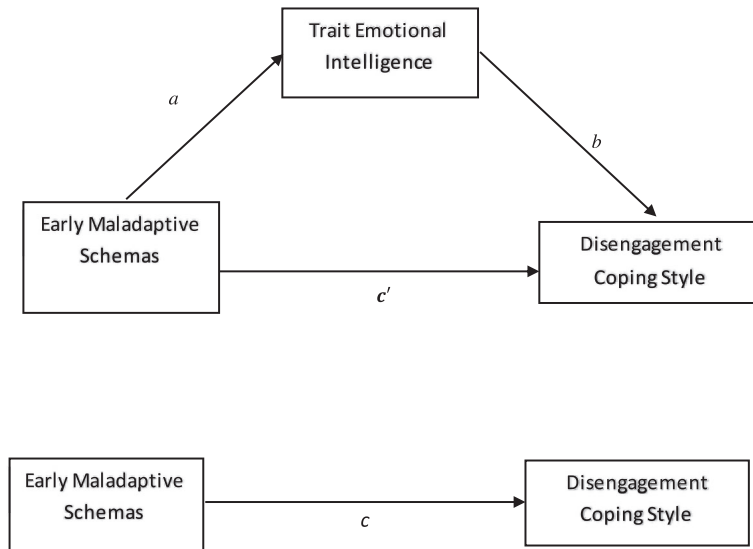 Trait Emotional
Intelligence
a
b
Early Maladaptive
Schemas
Disengagement
Coping Style
c′
Early Maladaptive
Schemas
Disengagement
Coping Style
c